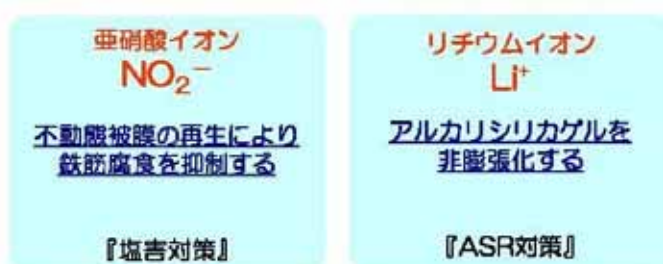 亜硝酸イオン
NO₂⁻
不動態被膜の再生により
鉄筋腐食を抑制する
『塩害対策』
リチウムイオン
Li⁺
アルカリシリカゲルを
非膨張化する
『ASR対策』